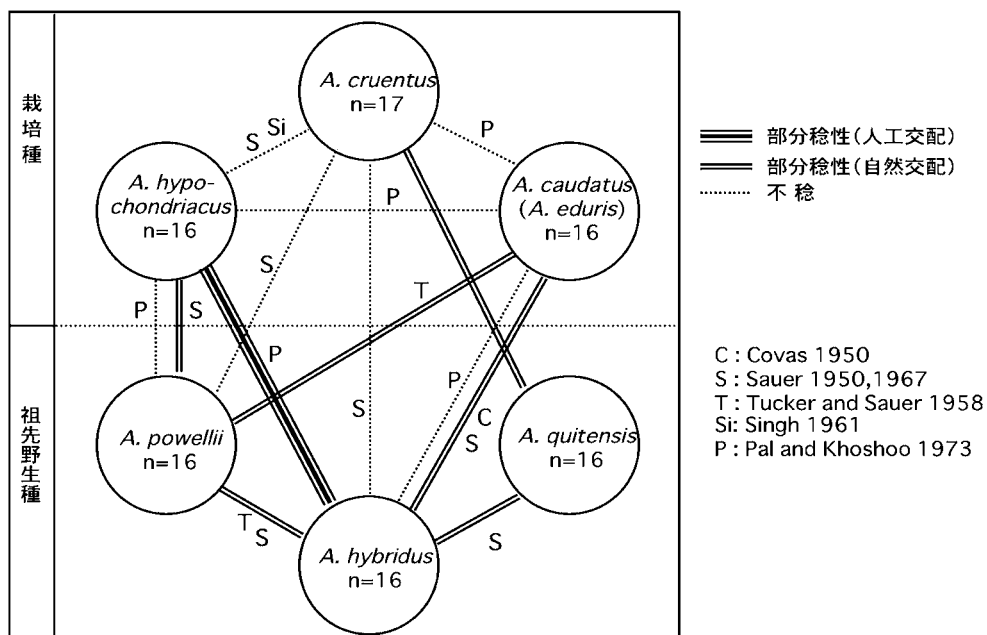 栽培種
祖先野生種
A. cruentus
n=17
Si
S
P
A. hypo-
chondriacus
n=16
P
A. caudatus
(A. eduris)
n=16
S
T
P
S
P
P
S
C
S
A. powellii
n=16
A. quitensis
n=16
T
S
S
A. hybridus
n=16
部分稔性(人工交配)
部分稔性(自然交配)
不 稔
C : Covas 1950
S : Sauer 1950,1967
T : Tucker and Sauer 1958
Si: Singh 1961
P : Pal and Khoshoo 1973